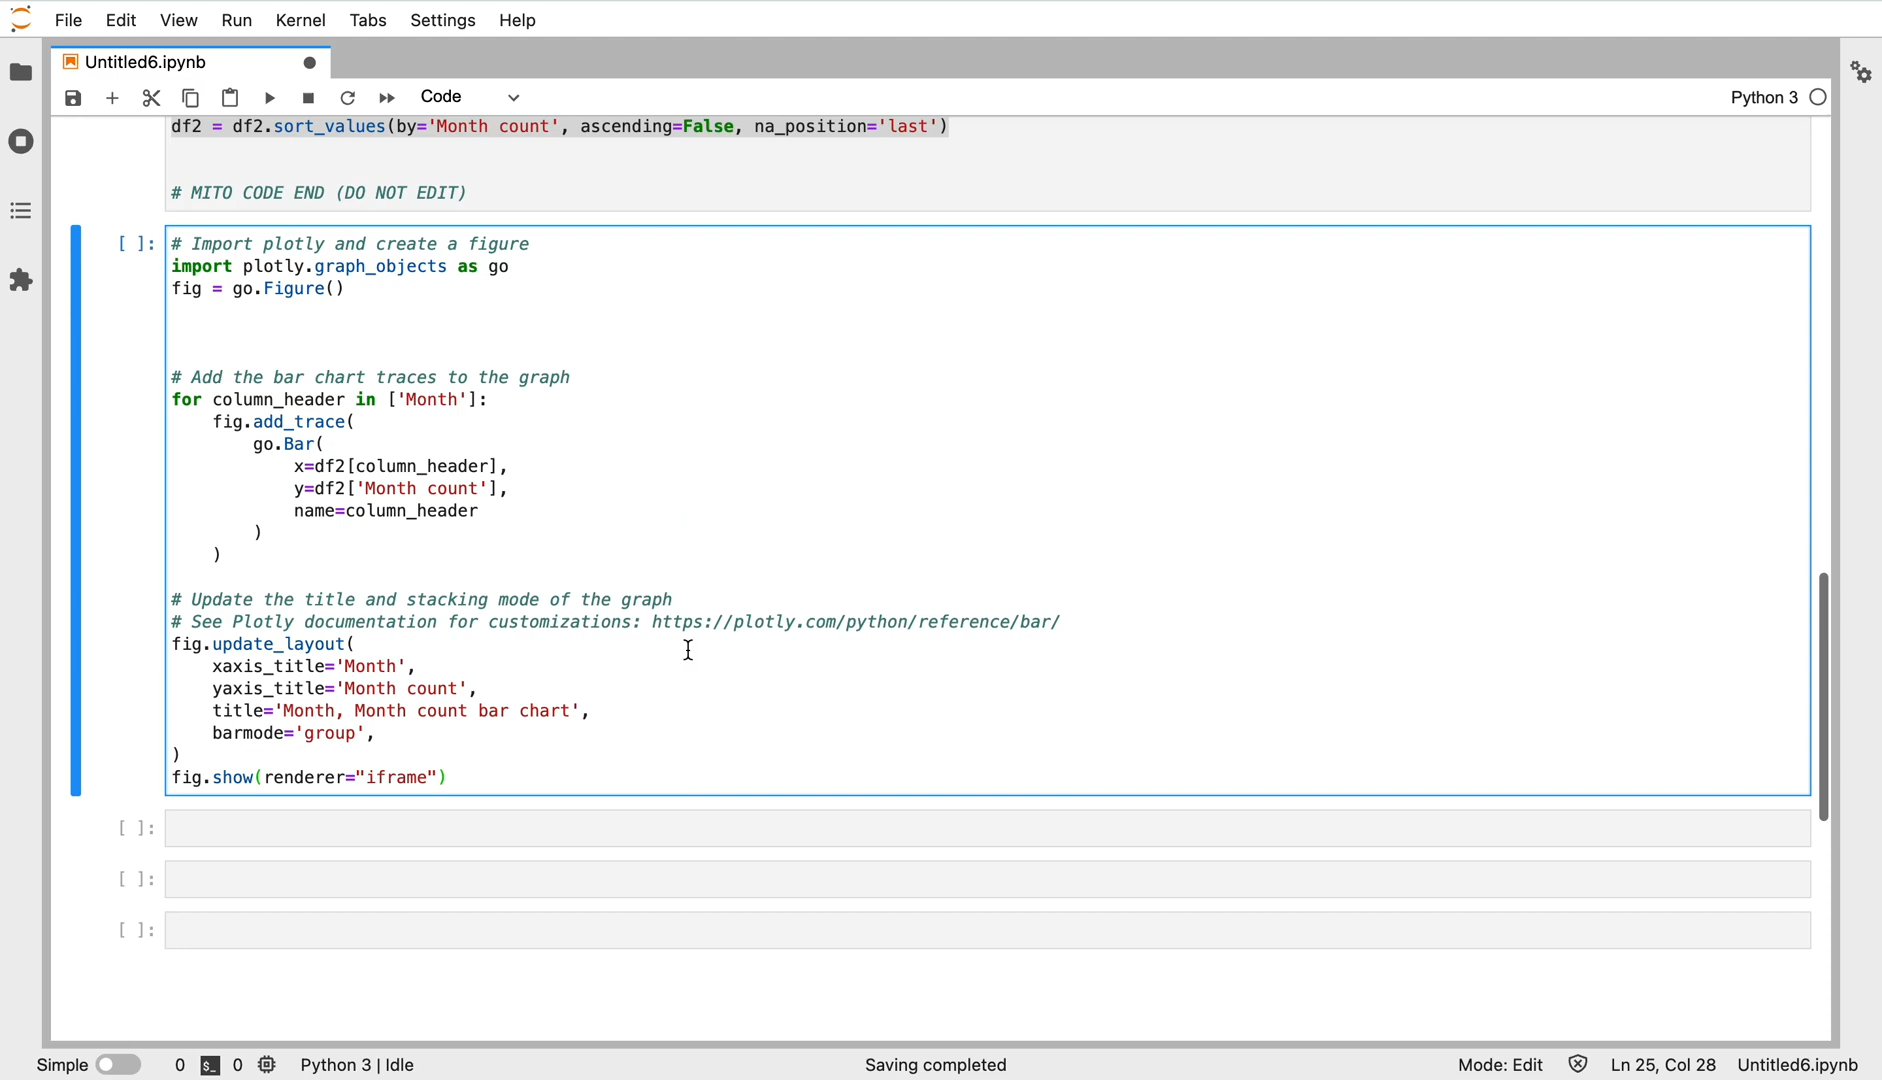 File Edit View Run Kernel Tabs Settings Help
Untitled6.ipynb
Code
Python 3
df2 = df2.sort_values(by='Month count', ascending=False, na_position='last')
# MITO CODE END (DO NOT EDIT)
[ ]: # Import plotly and create a figure
import plotly.graph_objects as go
fig = go.Figure()
# Add the bar chart traces to the graph
for column_header in ['Month']:
    fig.add_trace(
        go.Bar(
            x=df2[column_header],
            y=df2['Month count'],
            name=column_header
        )
    )
# Update the title and stacking mode of the graph
# See Plotly documentation for customizations: https://plotly.com/python/reference/bar/
fig.update_layout(
    xaxis_title='Month',
    yaxis_title='Month count',
    title='Month, Month count bar chart',
    barmode='group',
)
fig.show(renderer="iframe")
[ ]:
[ ]:
[ ]:
Simple 0 $_ 0 Python 3 | Idle Saving completed Mode: Edit Ln 25, Col 28 Untitled6.ipynb